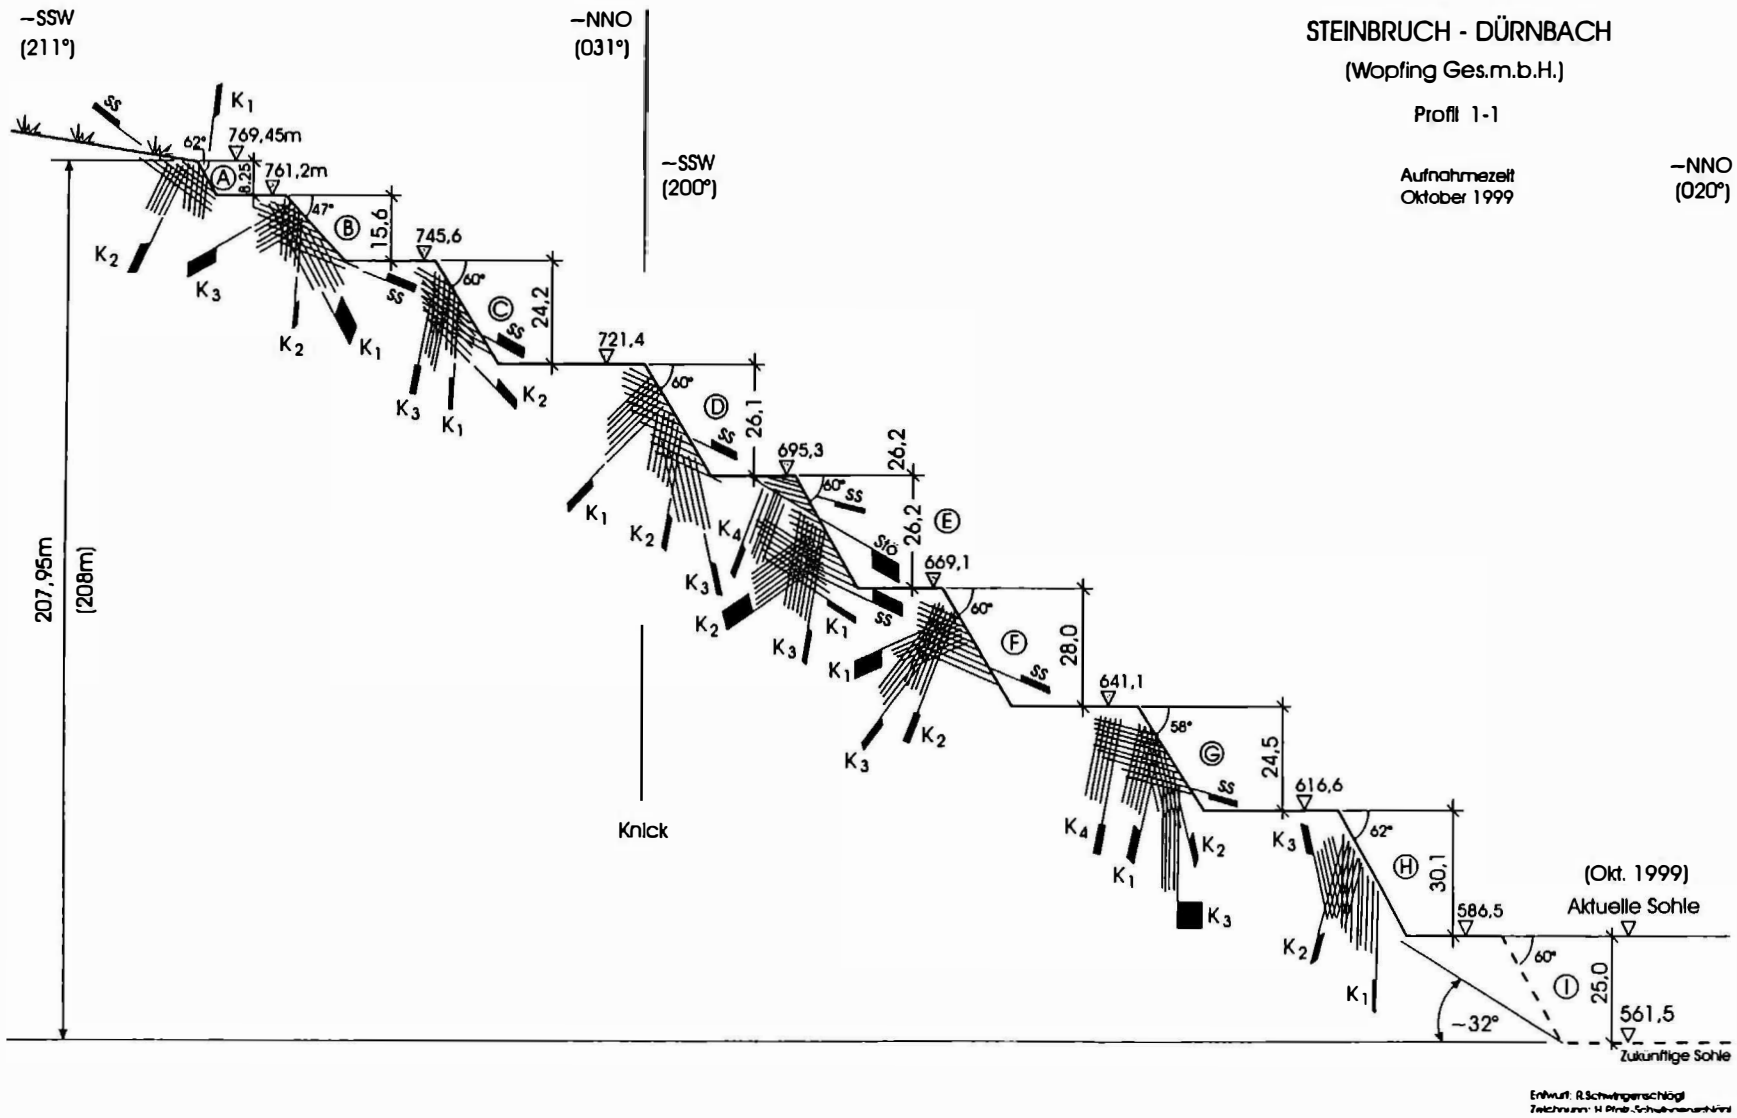 ~SSW
(211°)
~NNO
(031°)
STEINBRUCH - DÜRNBACH
(Wopfing Ges.m.b.H.)
Profil 1-1
Aufnahmezeit
Oktober 1999
~SSW
(200°)
~NNO
(020°)
ss
K1
62°
769,45m
A
8,25
761,2m
K2
K3
47°
B
15,6
K2
K1
ss
745,6
60°
C
24,2
ss
K3
K1
K2
721,4
60°
D
26,1
ss
K1
K2
K3
695,3
60°
ss
26,2
26,2
E
Stö
K4
K2
K3
K1
ss
669,1
60°
F
28,0
ss
K1
K3
K2
641,1
58°
G
24,5
ss
K4
K1
K2
K3
616,6
62°
H
30,1
K3
K2
K1
586,5
(Okt. 1999)
Aktuelle Sohle
60°
I
25,0
561,5
~32°
Zukünftige Sohle
207,95m
(208m)
Knick
Entwurf: R.Schwingenschlögl
Zeichnung: H.